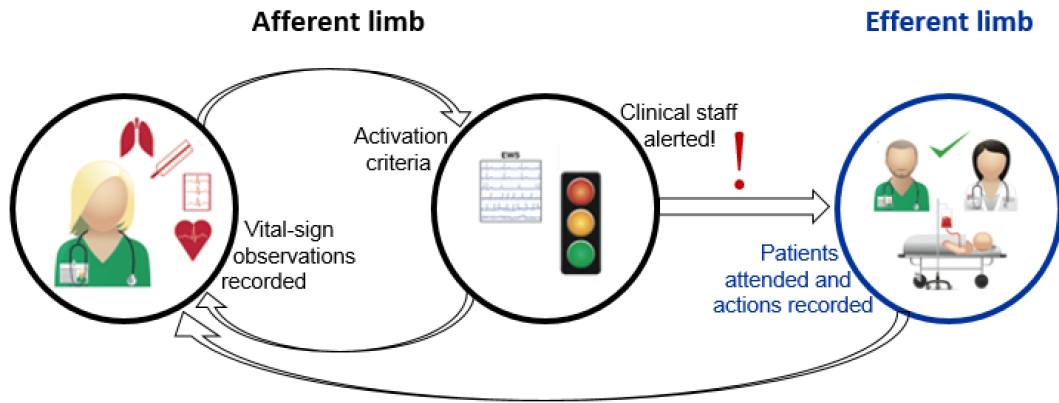 Afferent limb
Efferent limb
Activation
criteria
EWS
Clinical staff
alerted!
!
Vital-sign
observations
recorded
Patients
attended and
actions recorded